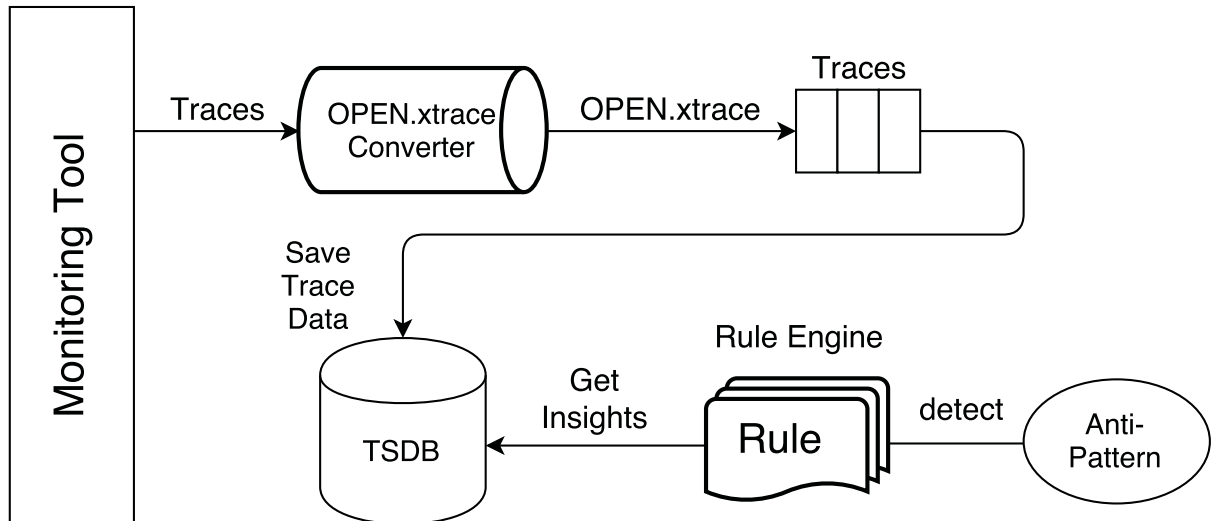 Monitoring Tool
Traces
OPEN.xtrace
Converter
OPEN.xtrace
Traces
Save
Trace
Data
TSDB
Get
Insights
Rule Engine
Rule
detect
Anti-
Pattern